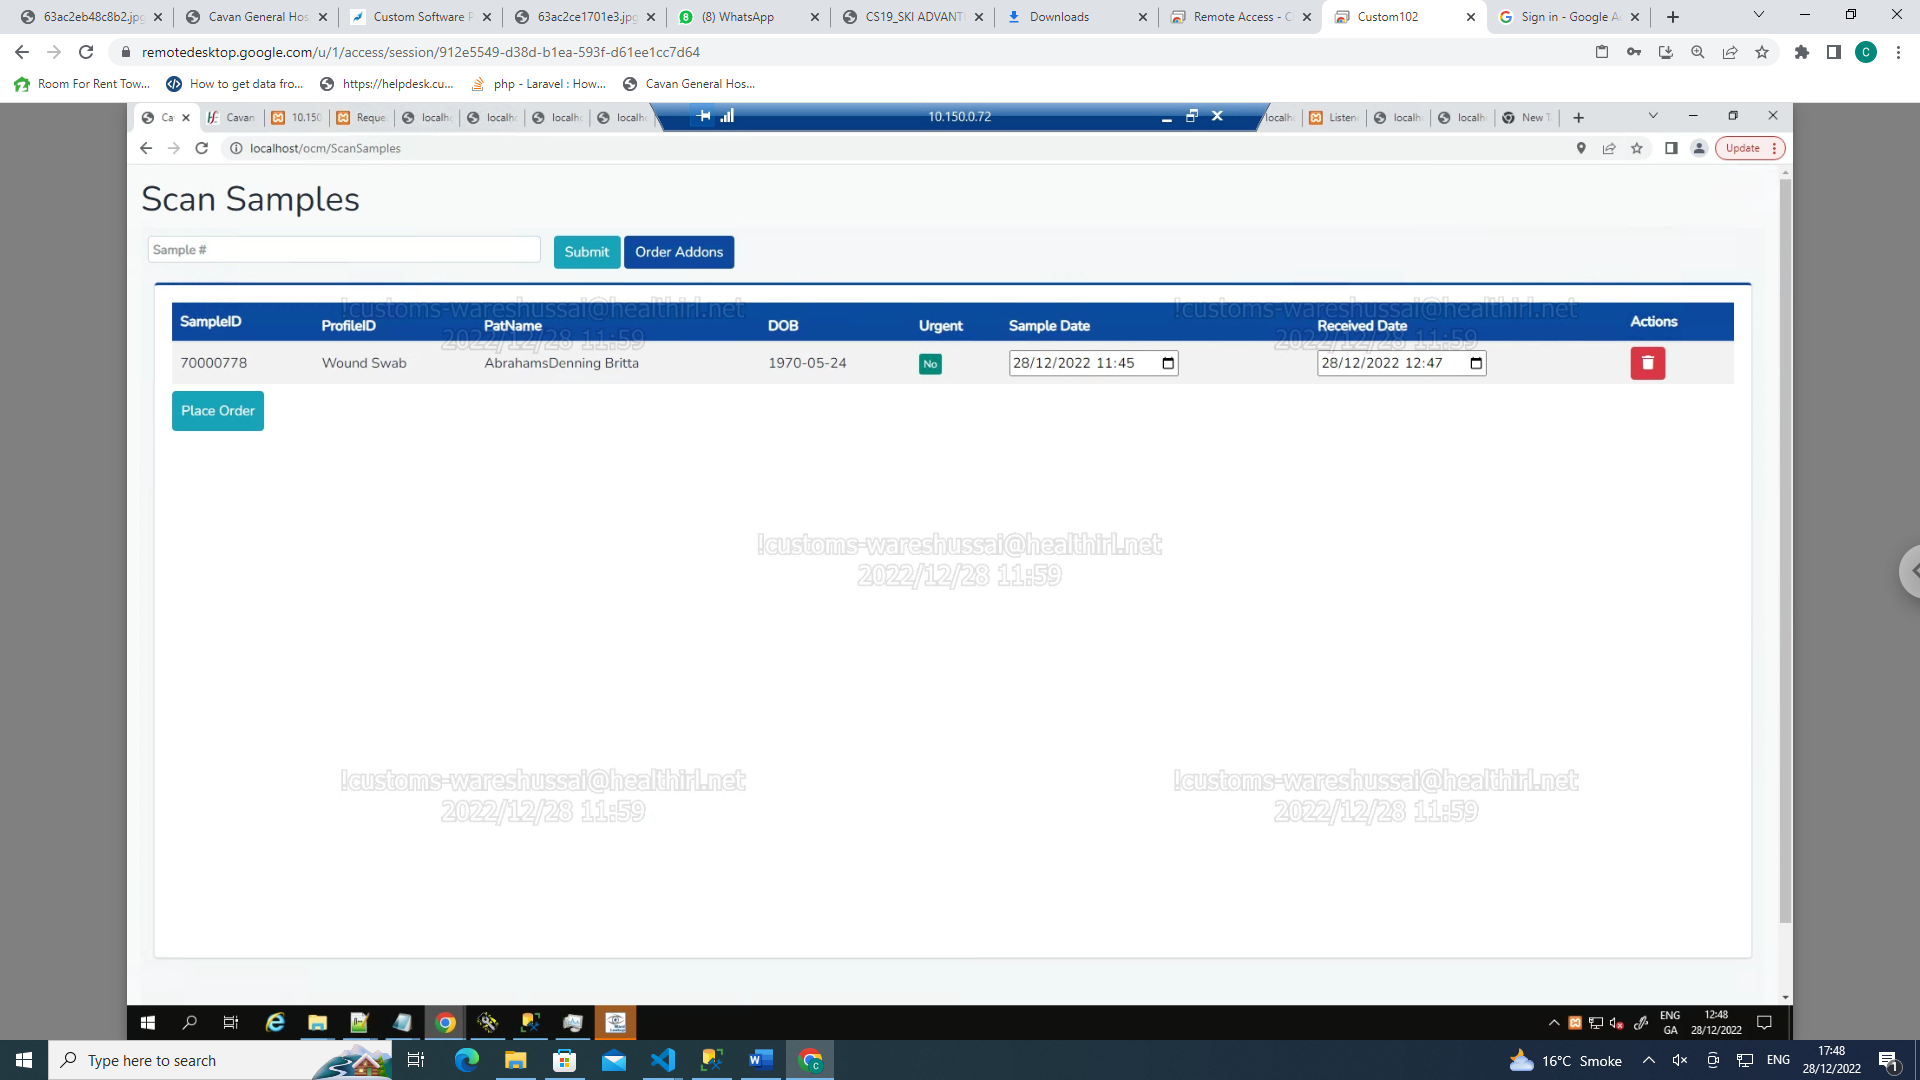 63ac2eb48c8b2.jpg
Cavan General Hos
Custom Software P
63ac2ce1701e3.jpg
(8) WhatsApp
CS19_SKI ADVANT
Downloads
Remote Access - C
Custom102
Sign in - Google A
remotedesktop.google.com/u/1/access/session/912e5549-d38d-b1ea-593f-d61ee1cc7d64
C
Room For Rent Tow...
How to get data fro...
https://helpdesk.cu...
php - Laravel : How...
Cavan General Hos...
Ca
Cavan
10.150
Reque
localh
localh
localh
localh
10.150.0.72
localh
Listen
localh
localh
New T
localhost/ocm/ScanSamples
Update
Scan Samples
Sample #
Submit
Order Addons
SampleID ProfileID PatName DOB Urgent Sample Date Received Date Actions
70000778 Wound Swab AbrahamsDenning Britta 1970-05-24 No 28/12/2022 11:45 28/12/2022 12:47
Place Order
!customs-wareshussai@healthirl.net
2022/12/28 11:59
!customs-wareshussai@healthirl.net
2022/12/28 11:59
!customs-wareshussai@healthirl.net
2022/12/28 11:59
!customs-wareshussai@healthirl.net
2022/12/28 11:59
!customs-wareshussai@healthirl.net
2022/12/28 11:59
ENG
GA
12:48
28/12/2022
Type here to search
16°C Smoke
ENG
17:48
28/12/2022
1